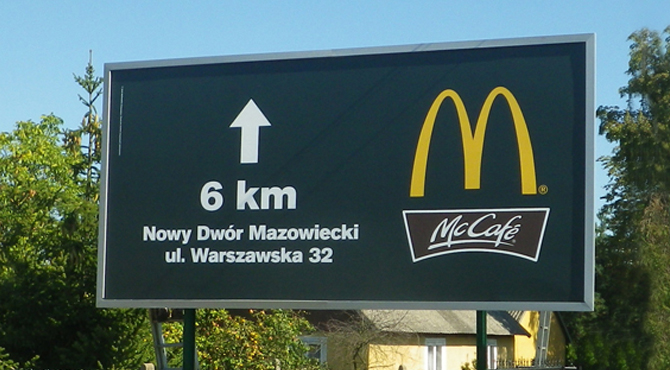 6 km
Nowy Dwór Mazowiecki
ul. Warszawska 32
M®
McCafé